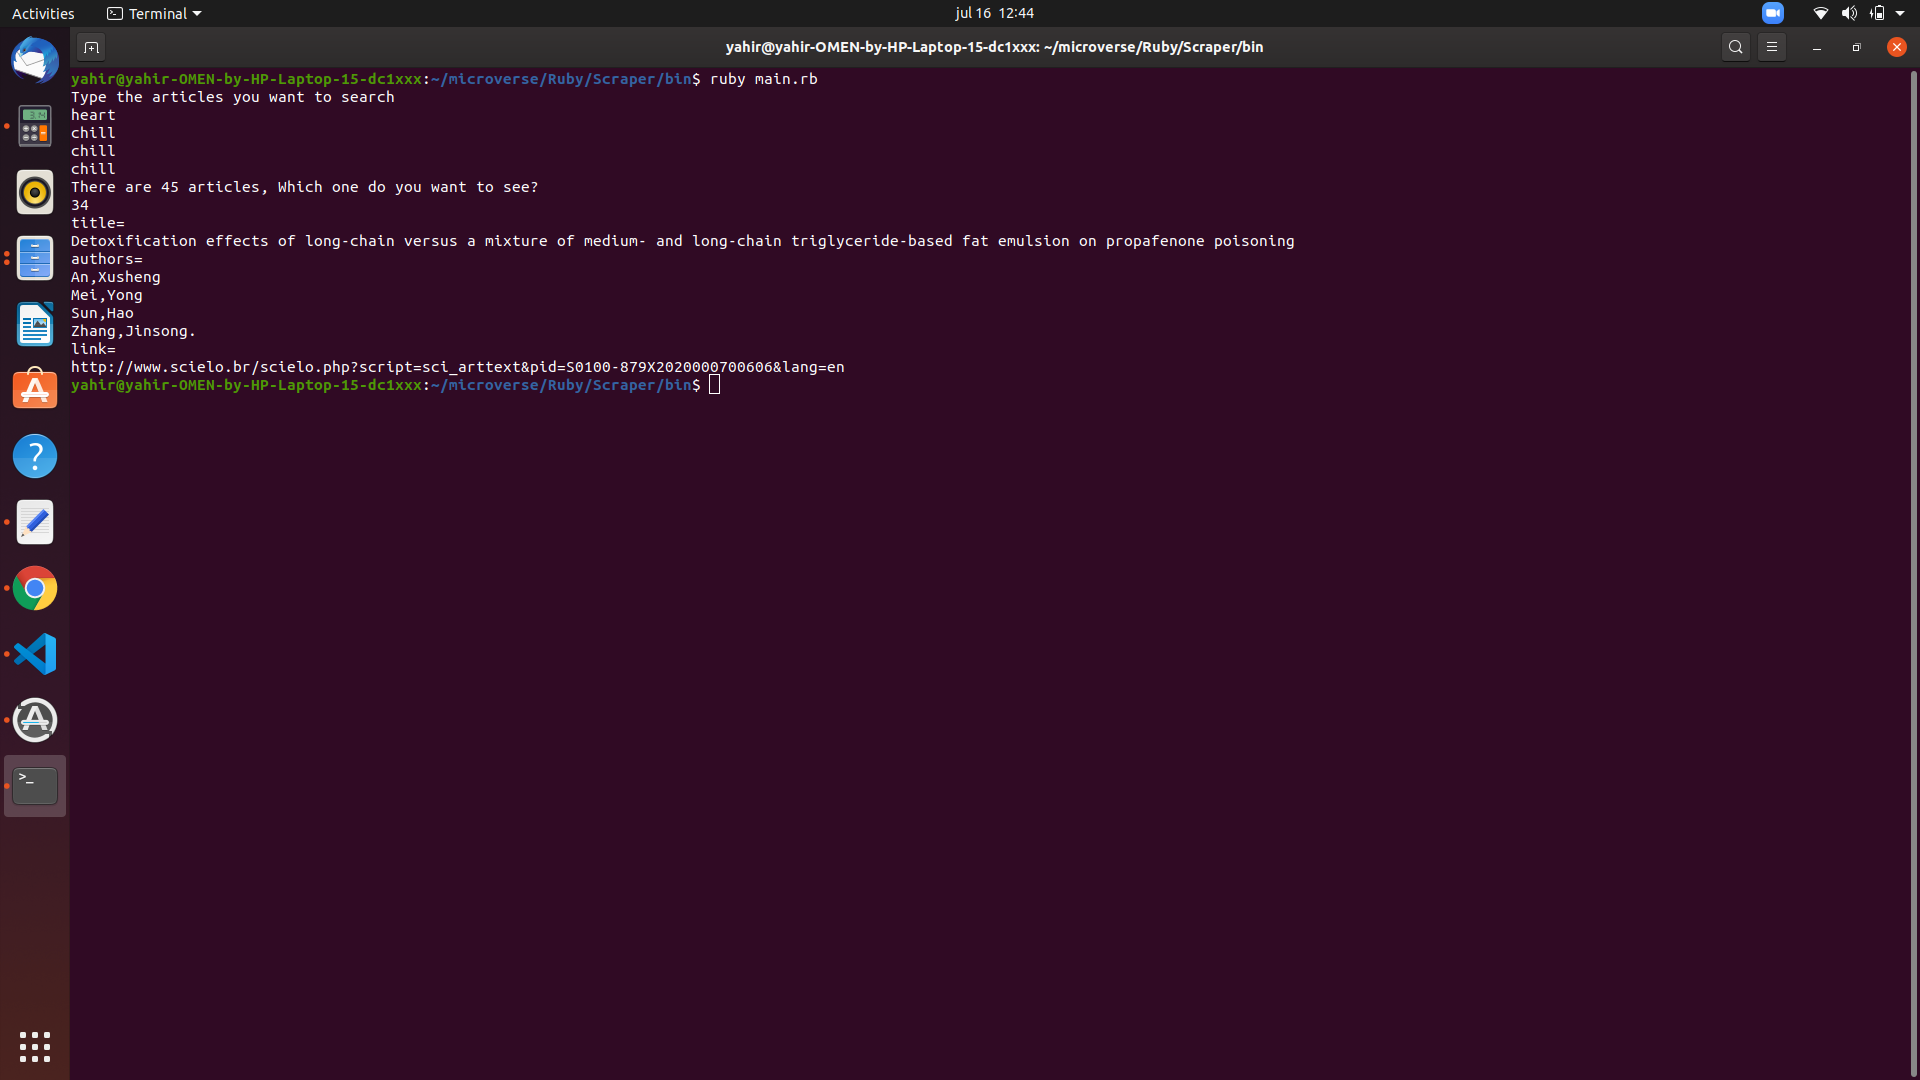 Activities
Terminal
jul 16 12:44
yahir@yahir-OMEN-by-HP-Laptop-15-dc1xxx: ~/microverse/Ruby/Scraper/bin
yahir@yahir-OMEN-by-HP-Laptop-15-dc1xxx:~/microverse/Ruby/Scraper/bin$ ruby main.rb
Type the articles you want to search
heart
chill
chill
chill
There are 45 articles, Which one do you want to see?
34
title=
Detoxification effects of long-chain versus a mixture of medium- and long-chain triglyceride-based fat emulsion on propafenone poisoning
authors=
An,Xusheng
Mei,Yong
Sun,Hao
Zhang,Jinsong.
link=
http://www.scielo.br/scielo.php?script=sci_arttext&pid=S0100-879X2020000700606&lang=en
yahir@yahir-OMEN-by-HP-Laptop-15-dc1xxx:~/microverse/Ruby/Scraper/bin$